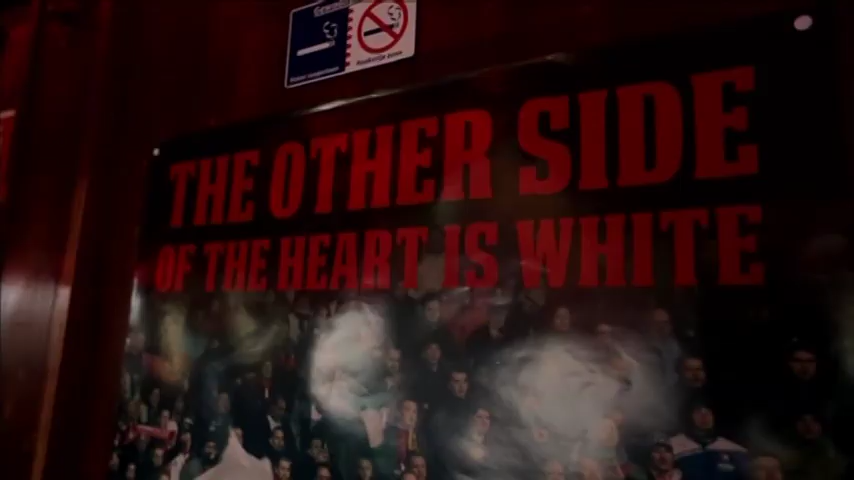 THE OTHER SIDE
OF THE HEART IS WHITE